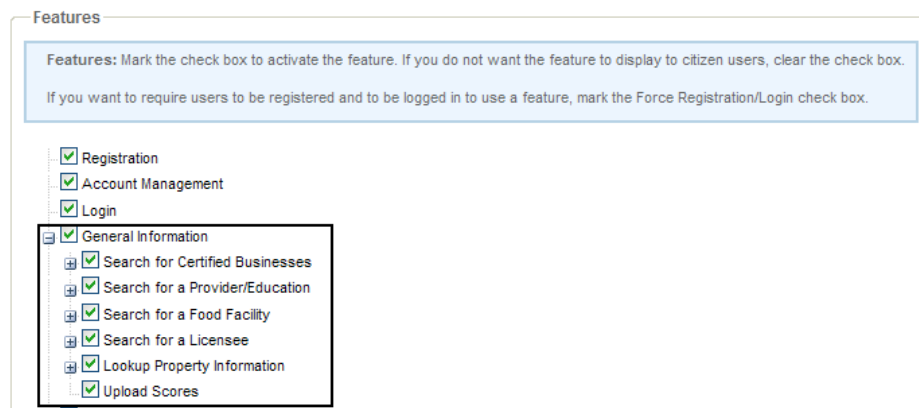 Features
Features: Mark the check box to activate the feature. If you do not want the feature to display to citizen users, clear the check box.
If you want to require users to be registered and to be logged in to use a feature, mark the Force Registration/Login check box.
Registration
Account Management
Login
General Information
Search for Certified Businesses
Search for a Provider/Education
Search for a Food Facility
Search for a Licensee
Lookup Property Information
Upload Scores